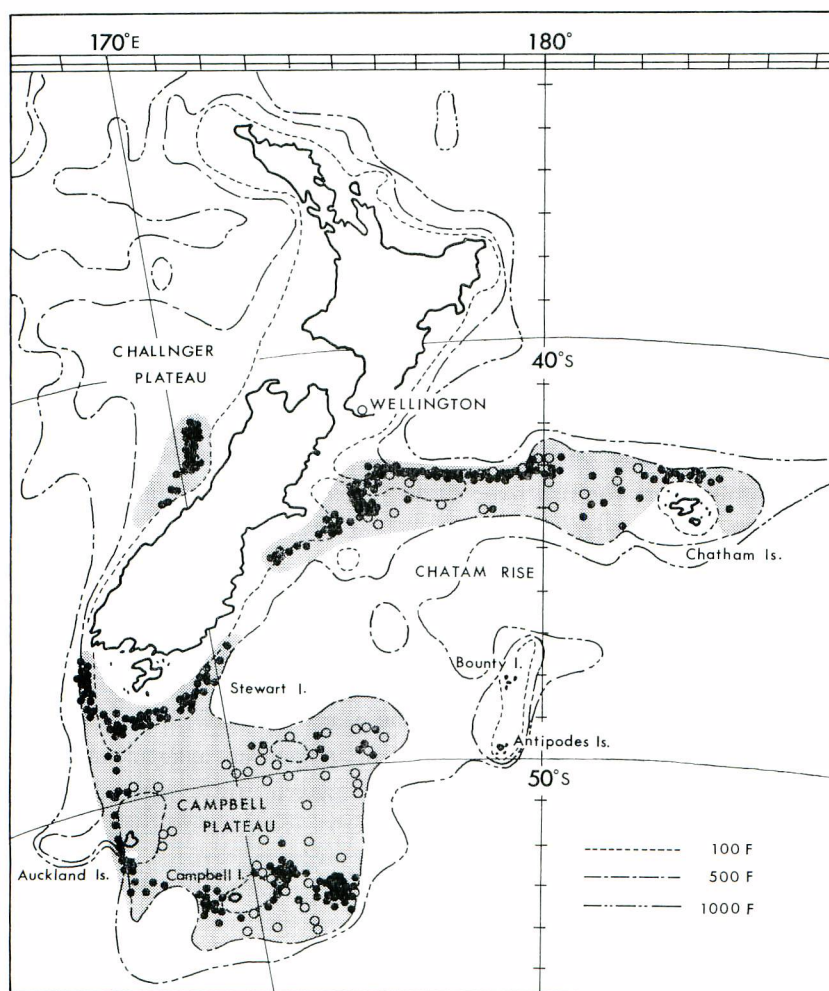 170°E
180°
CHALLNGER
PLATEAU
40°S
WELLINGTON
CHATAM RISE
Chatham Is.
Bounty I.
Stewart I.
Antipodes Is.
50°S
CAMPBELL
PLATEAU
Auckland Is.
Campbell I.
100 F
500 F
1000 F